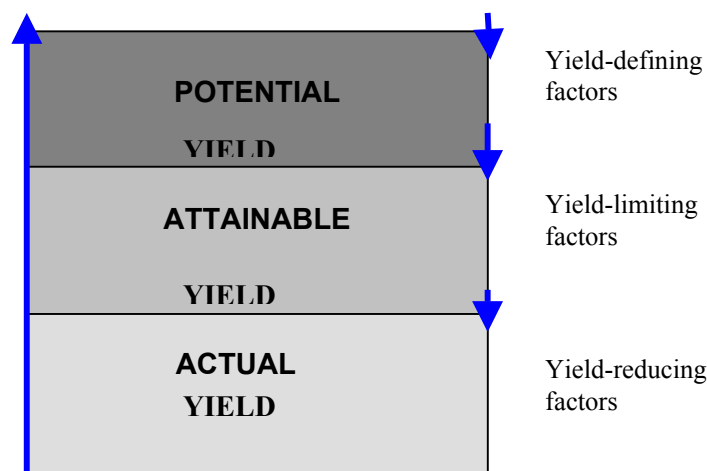 POTENTIAL
YIELD
Yield-defining
factors
ATTAINABLE
YIELD
Yield-limiting
factors
ACTUAL
YIELD
Yield-reducing
factors